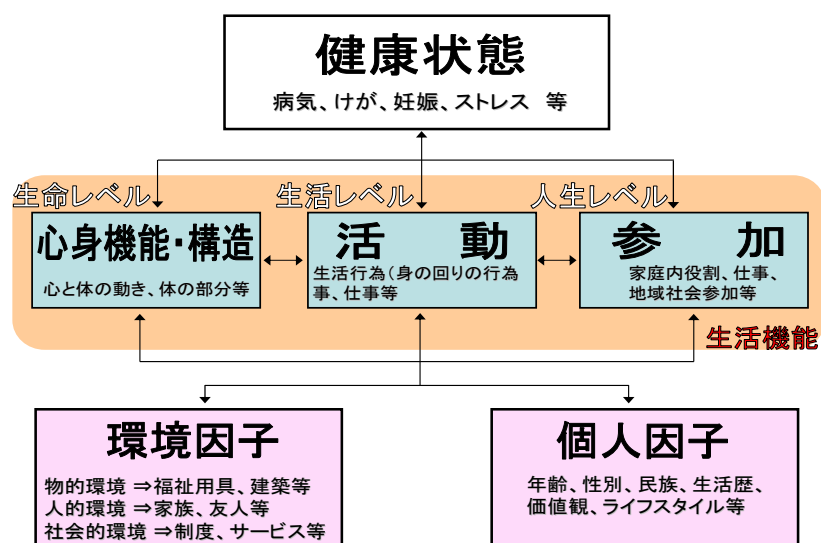 健康状態
病気、けが、妊娠、ストレス 等
生命レベル
生活レベル
人生レベル
心身機能・構造
心と体の動き、体の部分等
活 動
生活行為(身の回りの行為
事、仕事等
参 加
家庭内役割、仕事、
地域社会参加等
生活機能
環境因子
物的環境 ⇒福祉用具、建築等
人的環境 ⇒家族、友人等
社会的環境 ⇒制度、サービス等
個人因子
年齢、性別、民族、生活歴、
価値観、ライフスタイル等